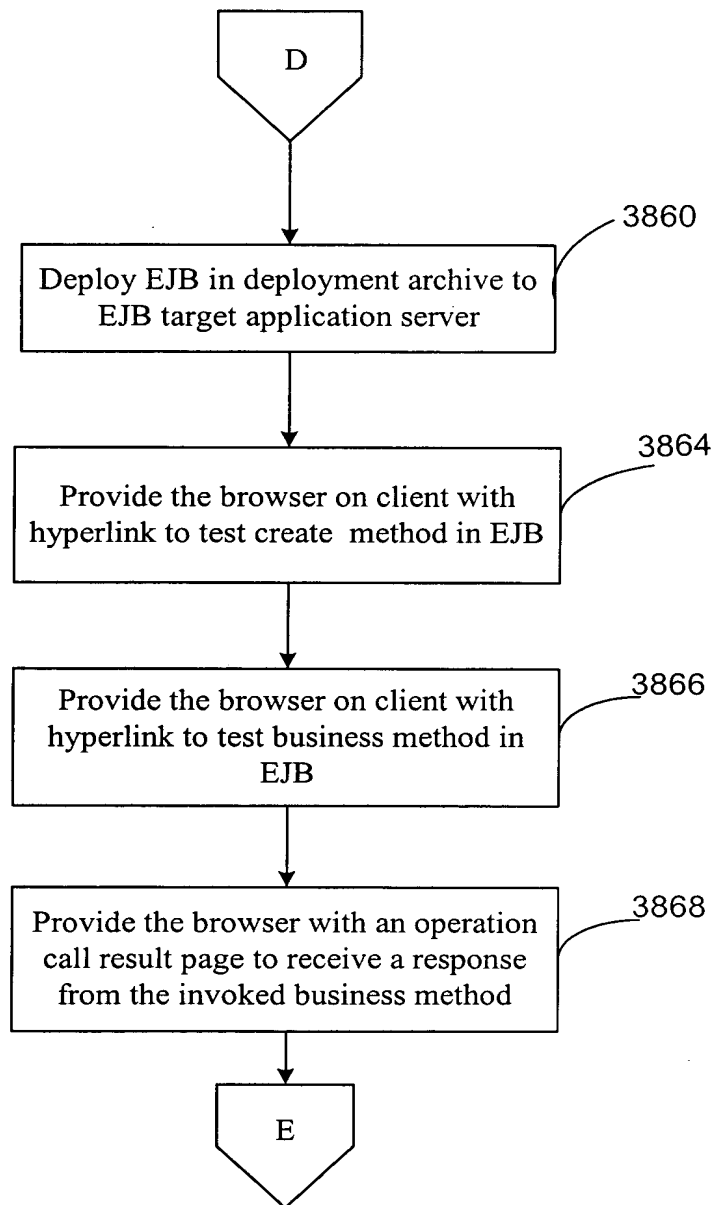 D
3860
Deploy EJB in deployment archive to
EJB target application server
3864
Provide the browser on client with
hyperlink to test create method in EJB
3866
Provide the browser on client with
hyperlink to test business method in
EJB
3868
Provide the browser with an operation
call result page to receive a response
from the invoked business method
E